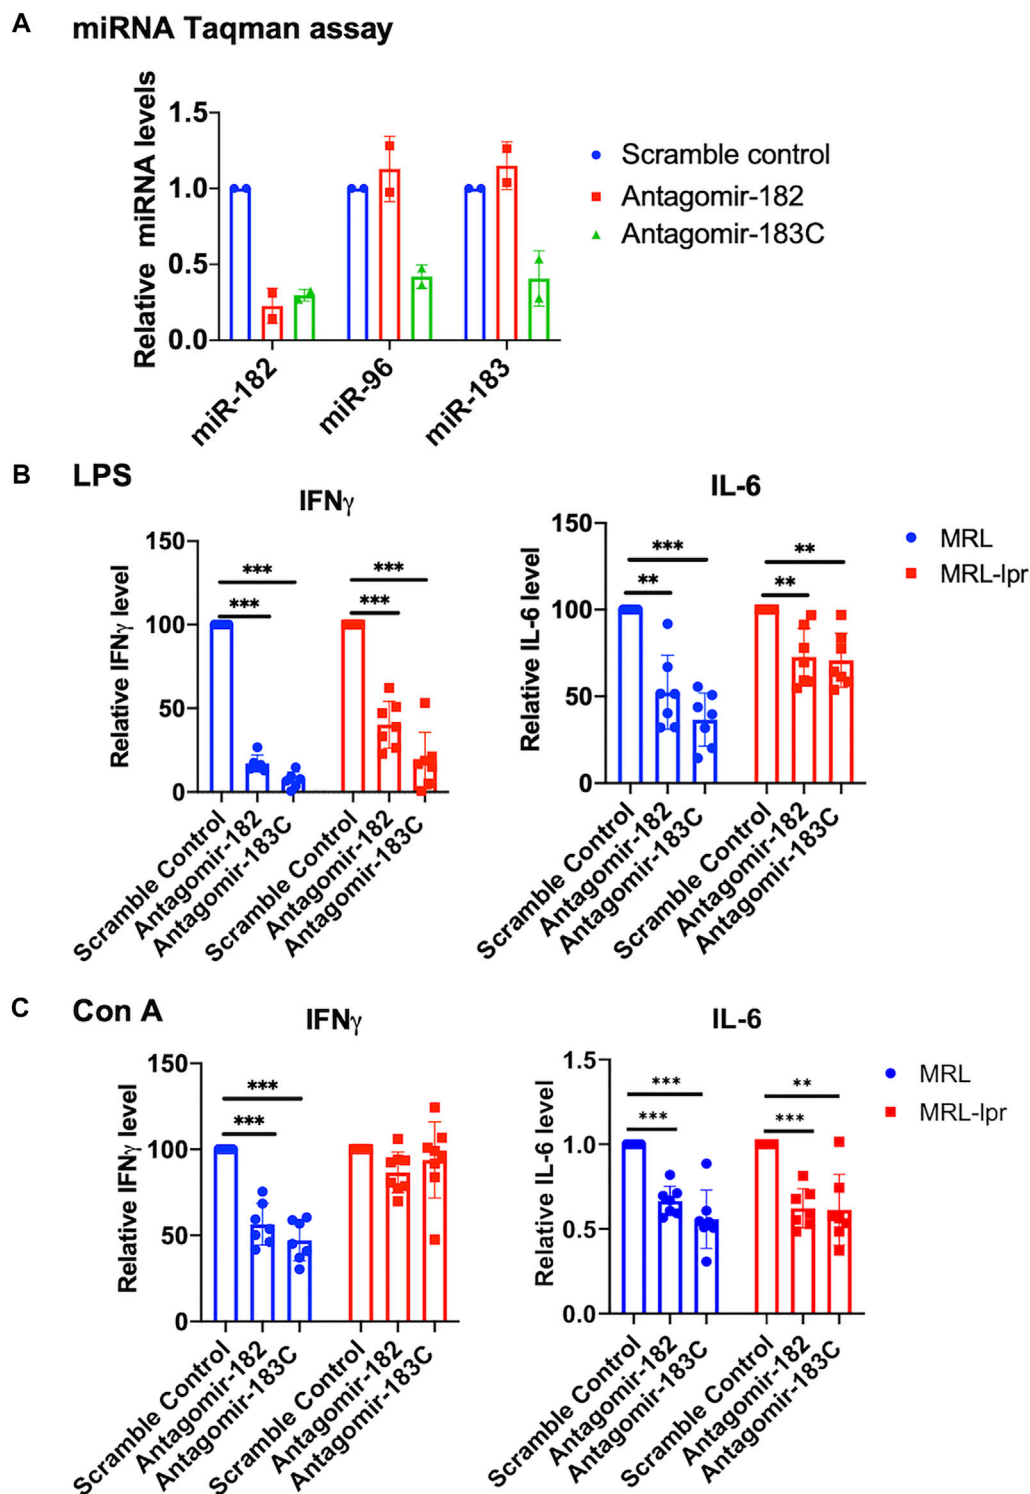 A miRNA Taqman assay
Relative miRNA levels
1.5
1.0
0.5
0.0
miR-182
miR-96
miR-183
Scramble control
Antagomir-182
Antagomir-183C
B LPS
IFNγ
Relative IFNγ level
150
100
50
0
***
***
***
***
Scramble Control
Antagomir-182
Antagomir-183C
Scramble Control
Antagomir-182
Antagomir-183C
IL-6
Relative IL-6 level
150
100
50
0
***
**
**
**
Scramble Control
Antagomir-182
Antagomir-183C
Scramble Control
Antagomir-182
Antagomir-183C
MRL
MRL-lpr
C Con A
IFNγ
Relative IFNγ level
150
100
50
0
***
***
Scramble Control
Antagomir-182
Antagomir-183C
Scramble Control
Antagomir-182
Antagomir-183C
IL-6
Relative IL-6 level
1.5
1.0
0.5
0.0
***
***
**
***
Scramble Control
Antagomir-182
Antagomir-183C
Scramble Control
Antagomir-182
Antagomir-183C
MRL
MRL-lpr